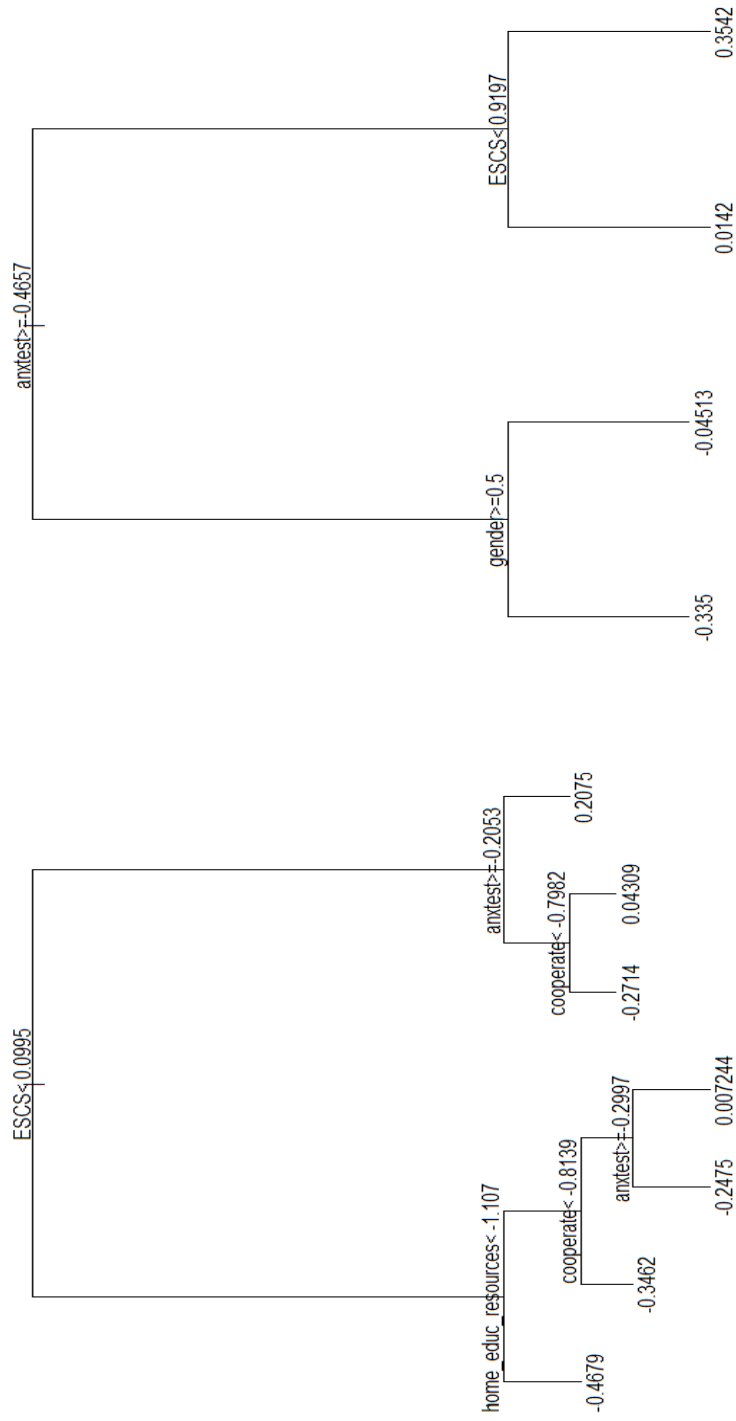 ESCS< 0.0995
home_educ_resources< -1.107
-0.4679
cooperate< -0.8139
-0.3462
anxtest>=-0.2997
-0.2475
0.007244
anxtest>=-0.2053
cooperate< -0.7982
-0.2714
0.04309
0.2075
anxtest>=-0.4657
gender>=0.5
-0.335
-0.04513
ESCS< 0.9197
0.0142
0.3542